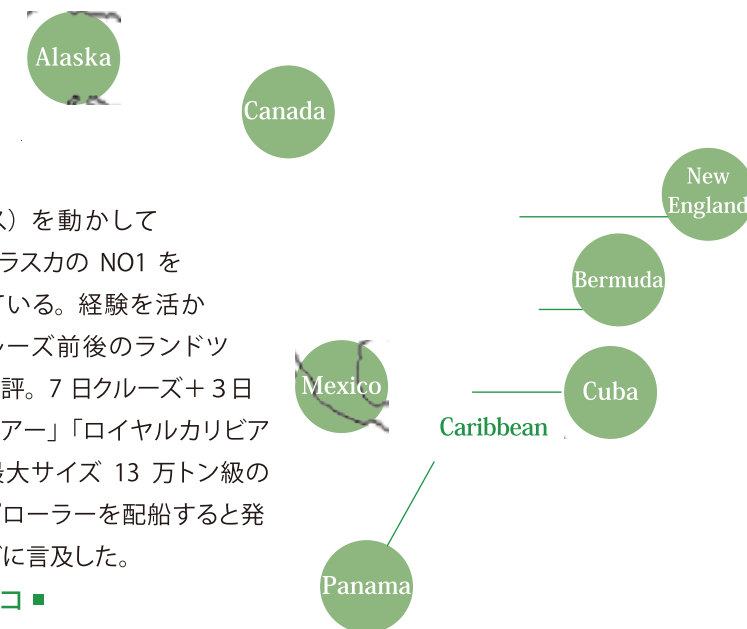 Alaska
Canada
New
England
Bermuda
Mexico
Cuba
Caribbean
Panama
ス）を動かして
ラスカの NO1 を
ている。経験を活か
ルーズ前後のランドツ
評。7 日クルーズ＋３日
アー」「ロイヤルカリビア
最大サイズ 13 万トン級の
プローラーを配船すると発
どに言及した。
コ ■